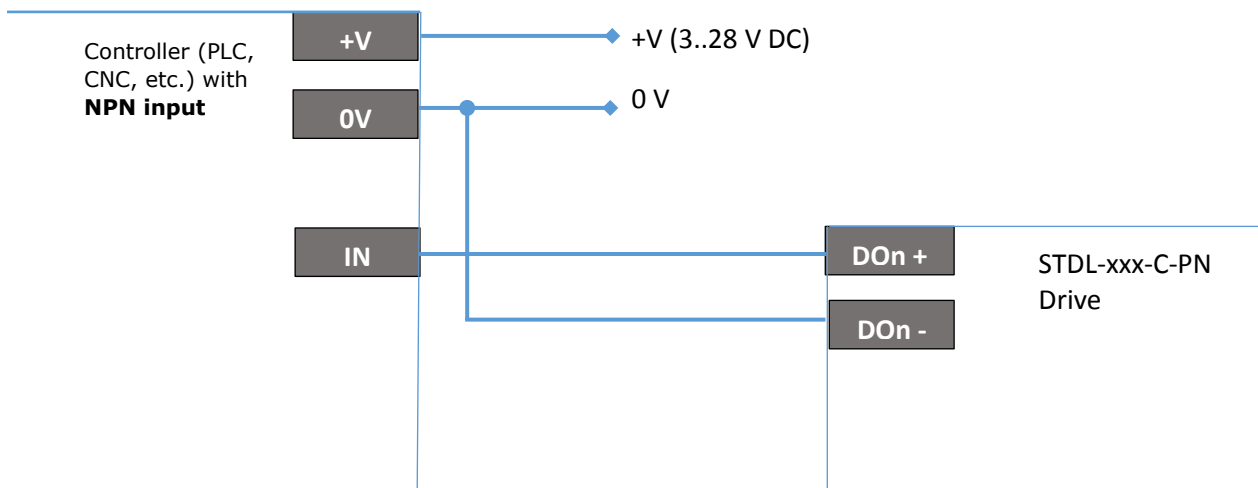 Controller (PLC,
CNC, etc.) with
NPN input
+V
+V (3..28 V DC)
0V
0 V
IN
DOn +
DOn -
STDL-xxx-C-PN
Drive